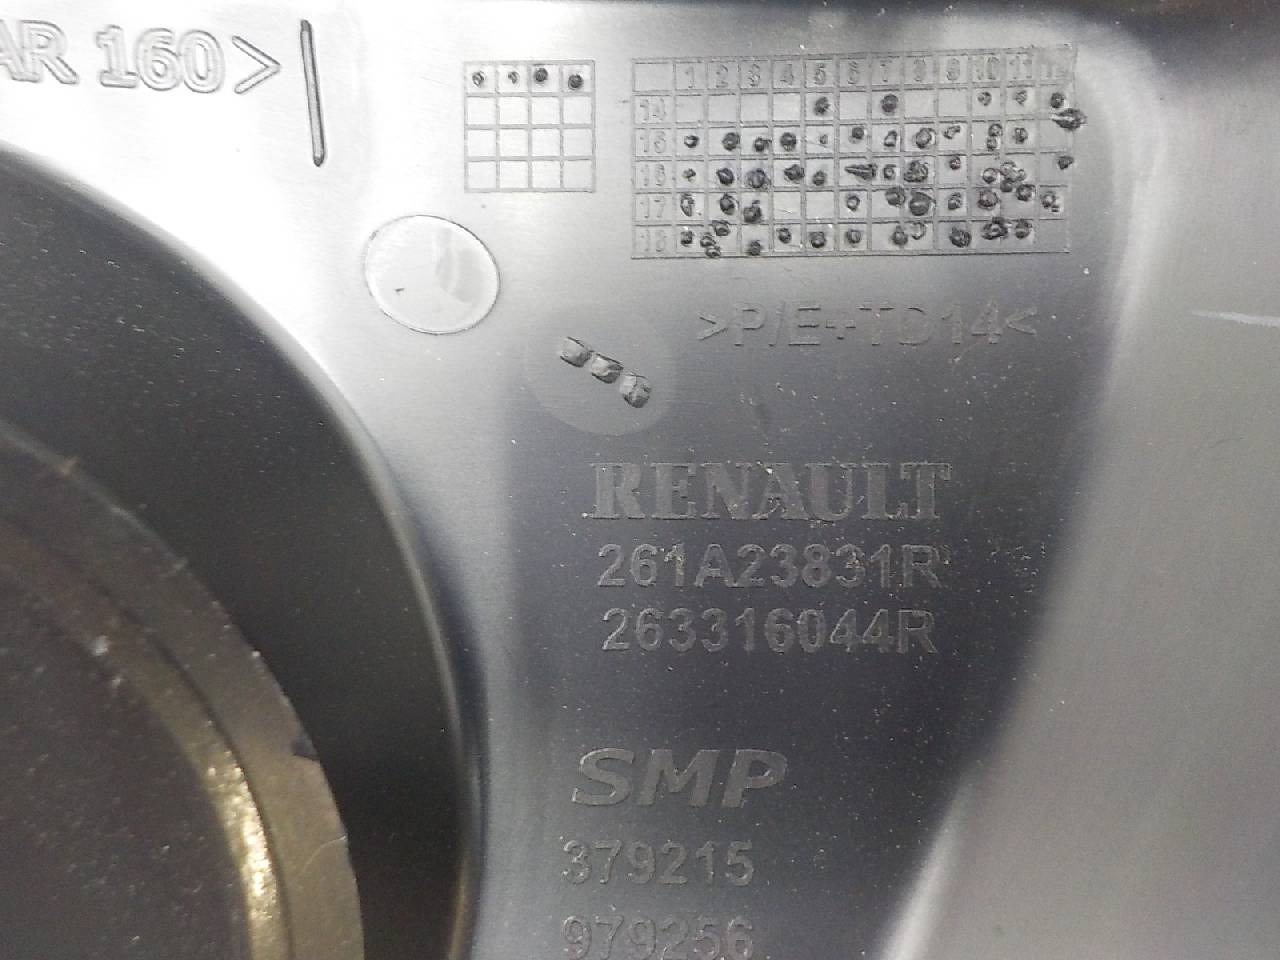 AR 160>
1 2 3 4 5 6 7 8 9 10 11 12
14
15
16
17
18
>P/E-TD14<
RENAULT
261A23831R
263316044R
SMP
379215
979256